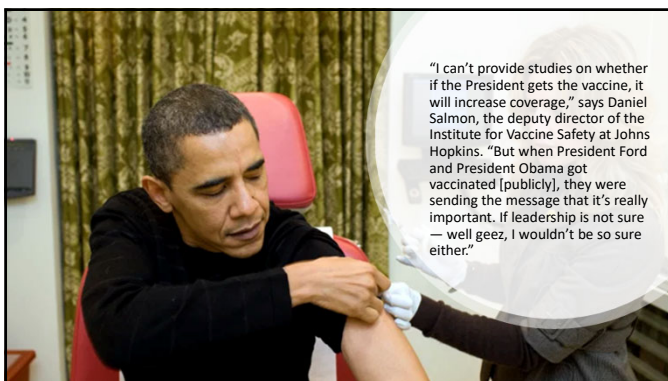 “I can’t provide studies on whether
if the President gets the vaccine, it
will increase coverage,” says Daniel
Salmon, the deputy director of the
Institute for Vaccine Safety at Johns
Hopkins. “But when President Ford
and President Obama got
vaccinated [publicly], they were
sending the message that it’s really
important. If leadership is not sure
— well geez, I wouldn’t be so sure
either.”